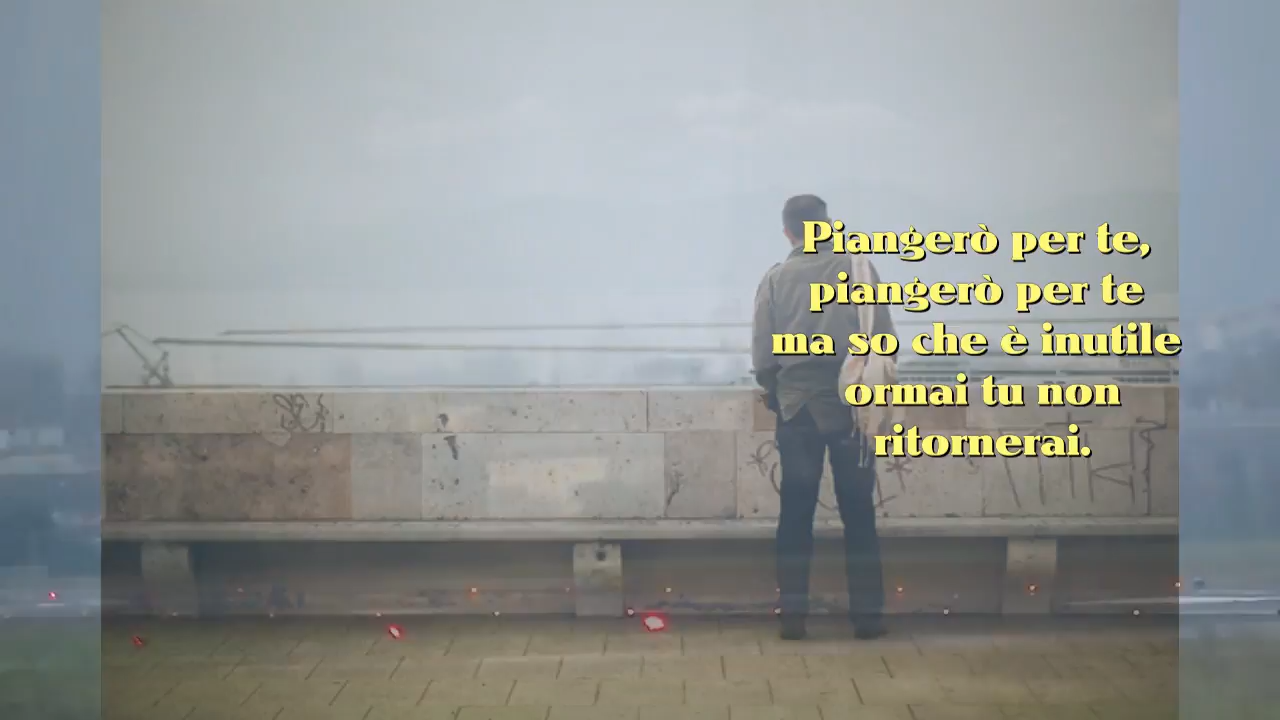 Piangerò per te,
piangerò per te
ma so che è inutile
ormai tu non
ritornerai.